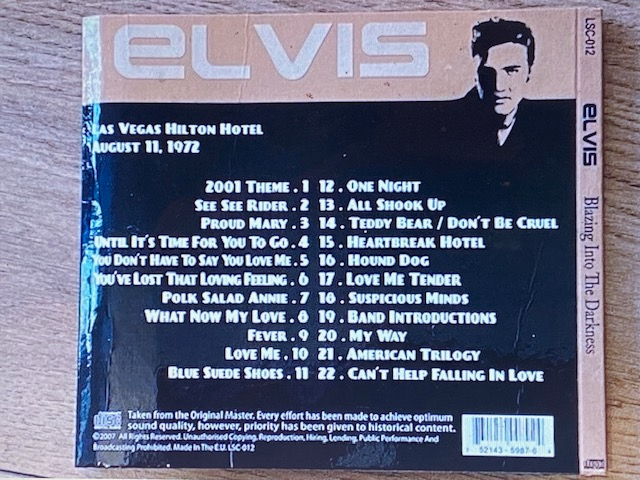 ELVIS
LAS VEGAS HILTON HOTEL
AUGUST 11, 1972
2001 THEME . 1
SEE SEE RIDER . 2
PROUD MARY . 3
UNTIL IT'S TIME FOR YOU TO GO . 4
YOU DON'T HAVE TO SAY YOU LOVE ME . 5
YOU'VE LOST THAT LOVING FEELING . 6
POLK SALAD ANNIE . 7
WHAT NOW MY LOVE . 8
FEVER . 9
LOVE ME . 10
BLUE SUEDE SHOES . 11
12 . ONE NIGHT
13 . ALL SHOOK UP
14 . TEDDY BEAR / DON'T BE CRUEL
15 . HEARTBREAK HOTEL
16 . HOUND DOG
17 . LOVE ME TENDER
18 . SUSPICIOUS MINDS
19 . BAND INTRODUCTIONS
20 . MY WAY
21 . AMERICAN TRILOGY
22 . CAN'T HELP FALLING IN LOVE
Taken from the Original Master. Every effort has been made to achieve optimum
sound quality, however, priority has been given to historical content.
©2007 All Rights Reserved. Unauthorised Copying, Reproduction, Hiring, Lending, Public Performance And
Broadcasting Prohibited. Made In The E.U. LSC-012
52143-5987-6
LSC-012
ELVIS
Blazing Into The Darkness